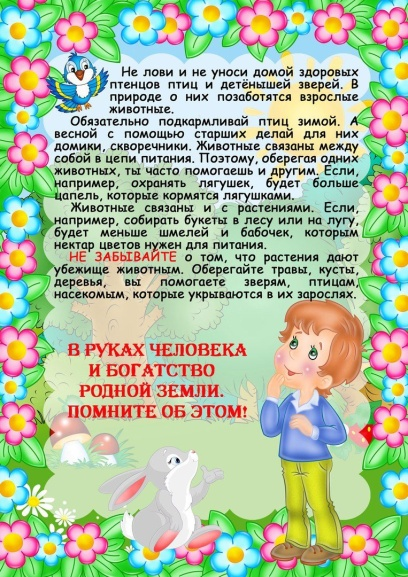 Не лови и не уноси домой здоровых
птенцов птиц и детёнышей зверей. В
природе о них позаботятся взрослые
животные.
Обязательно подкармливай птиц зимой. А
весной с помощью старших делай для них
домики, скворечники. Животные связаны между
собой в цепи питания. Поэтому, оберегая одних
животных, ты часто помогаешь и другим. Если,
например, охранять лягушек, будет больше
цапель, которые кормятся лягушками.
Животные связаны и с растениями. Если,
например, собирать букеты в лесу или на лугу,
будет меньше шмелей и бабочек, которым
нектар цветов нужен для питания.
НЕ ЗАБЫВАЙТЕ о том, что растения дают
убежище животным. Оберегайте травы, кусты,
деревья, вы помогаете зверям, птицам,
насекомым, которые укрываются в их зарослях.
В РУКАХ ЧЕЛОВЕКА
И БОГАТСТВО
РОДНОЙ ЗЕМЛИ.
ПОМНИТЕ ОБ ЭТОМ!